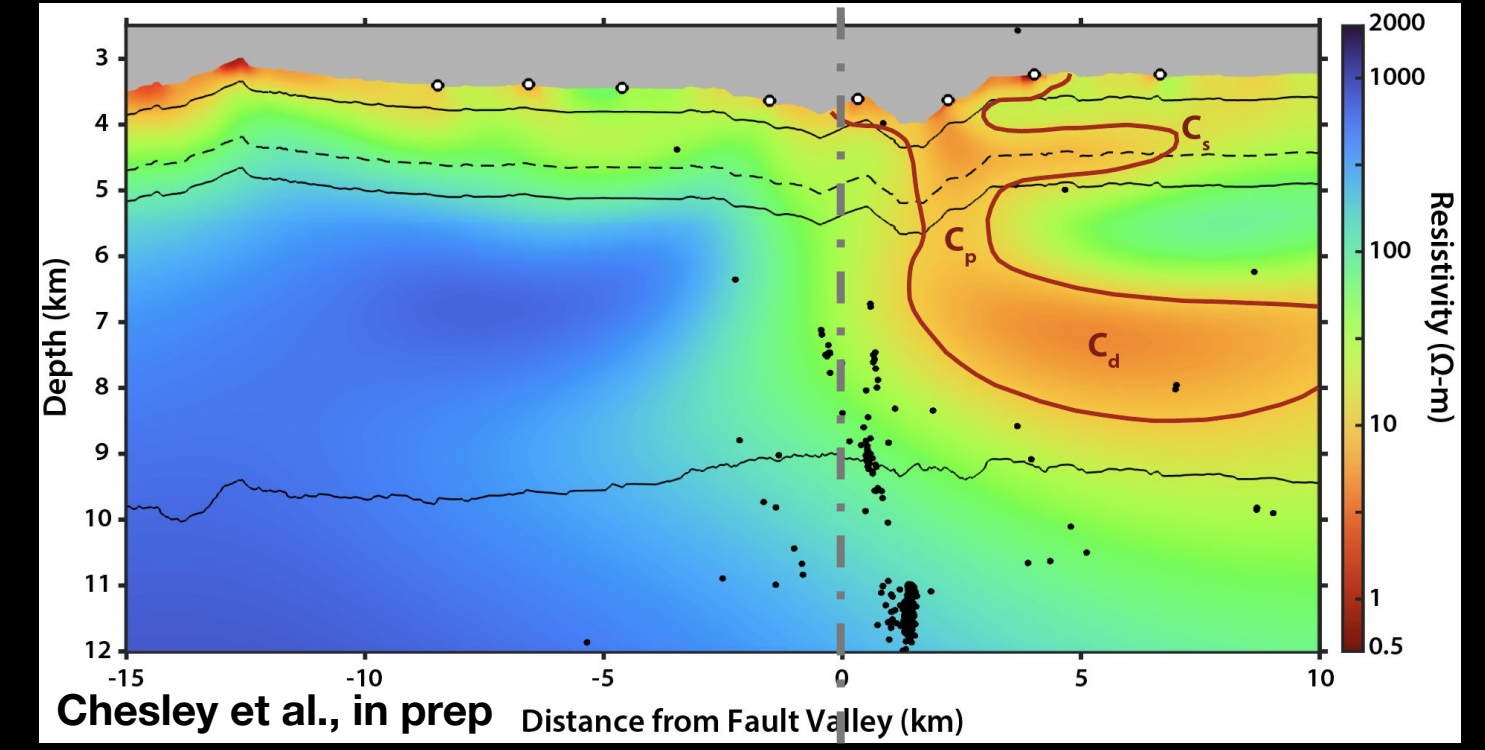 3
4
5
6
7
8
9
10
11
12
Depth (km)
-15 -10 -5 0 5 10
Distance from Fault Valley (km)
Chesley et al., in prep
Cs
Cp
Cd
2000
1000
100
10
1
0.5
Resistivity (Ω-m)